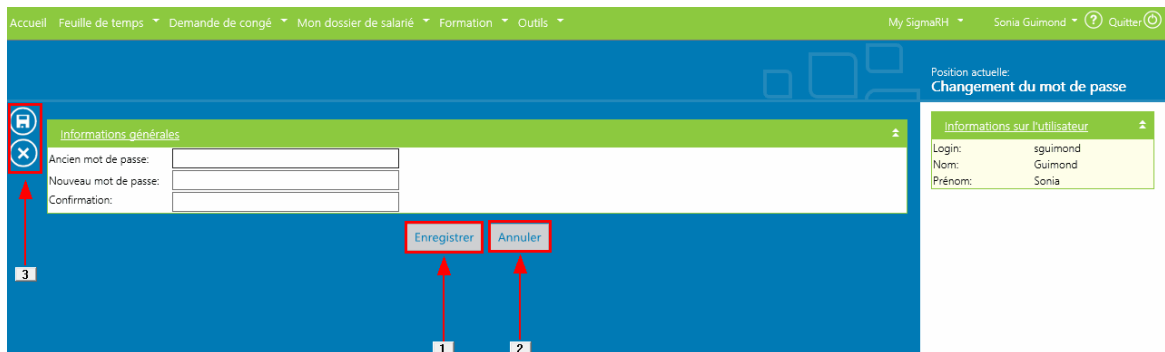 Accueil Feuille de temps Demande de congé Mon dossier de salarié Formation Outils My SigmaRH Sonia Guimond ? Quitter
Position actuelle:
Changement du mot de passe
Informations générales
Ancien mot de passe:
Nouveau mot de passe:
Confirmation:
Enregistrer Annuler
Informations sur l'utilisateur
Login: sguimond
Nom: Guimond
Prénom: Sonia
3
1 2